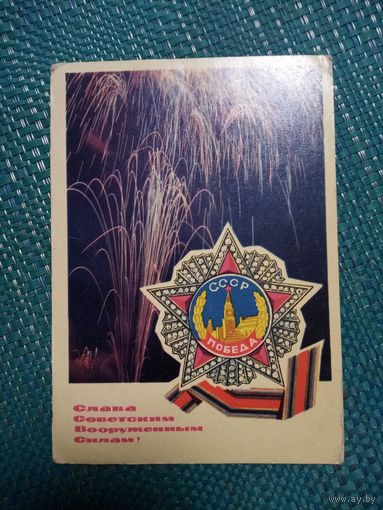 СССР
ПОБЕДА
Слава
Советским
Вооруженным
Силам!
www.ay.by